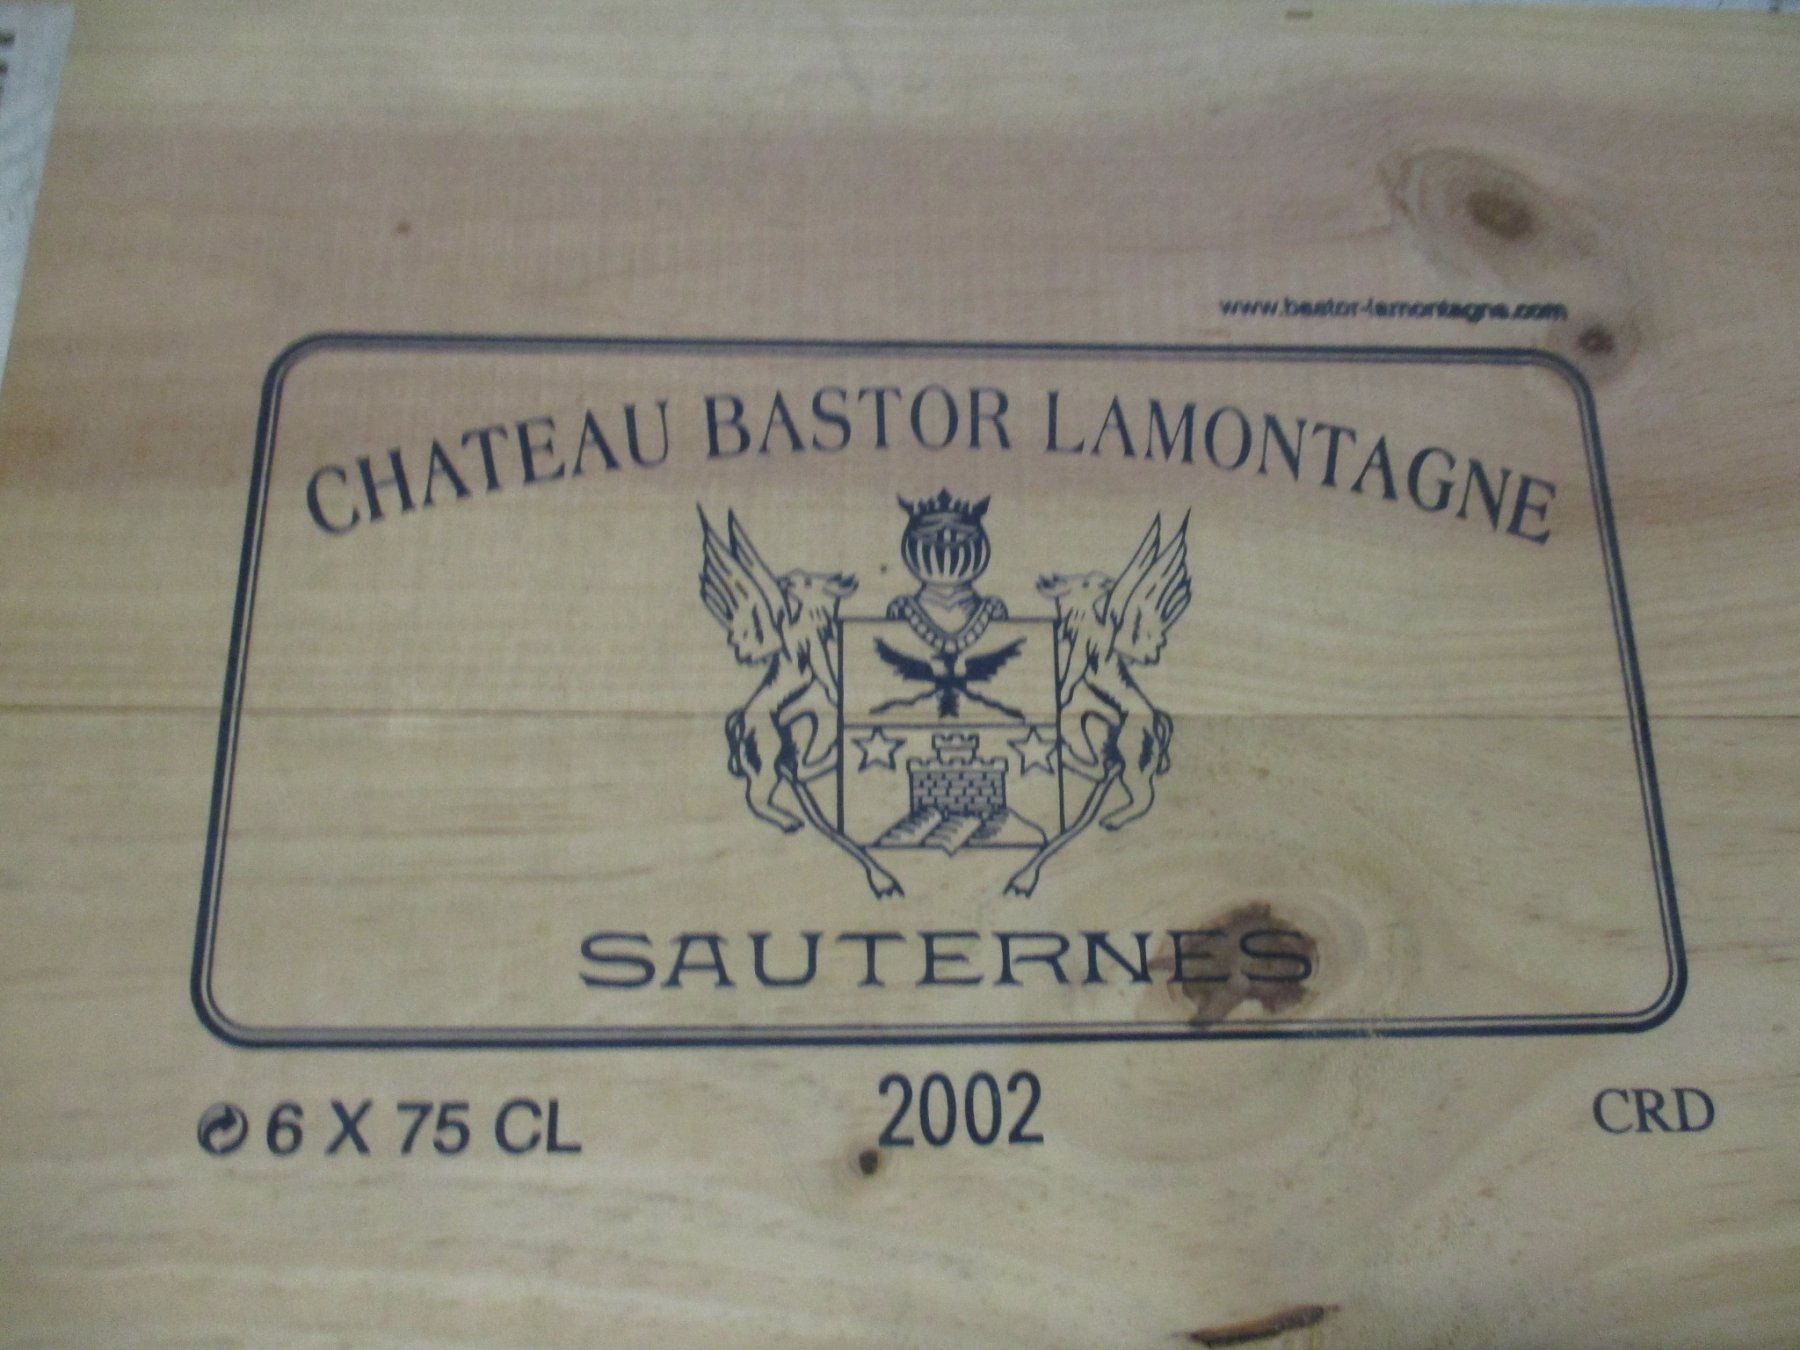 www.bastor-lamontagne.com
CHATEAU BASTOR LAMONTAGNE
SAUTERNES
6 X 75 CL 2002 CRD